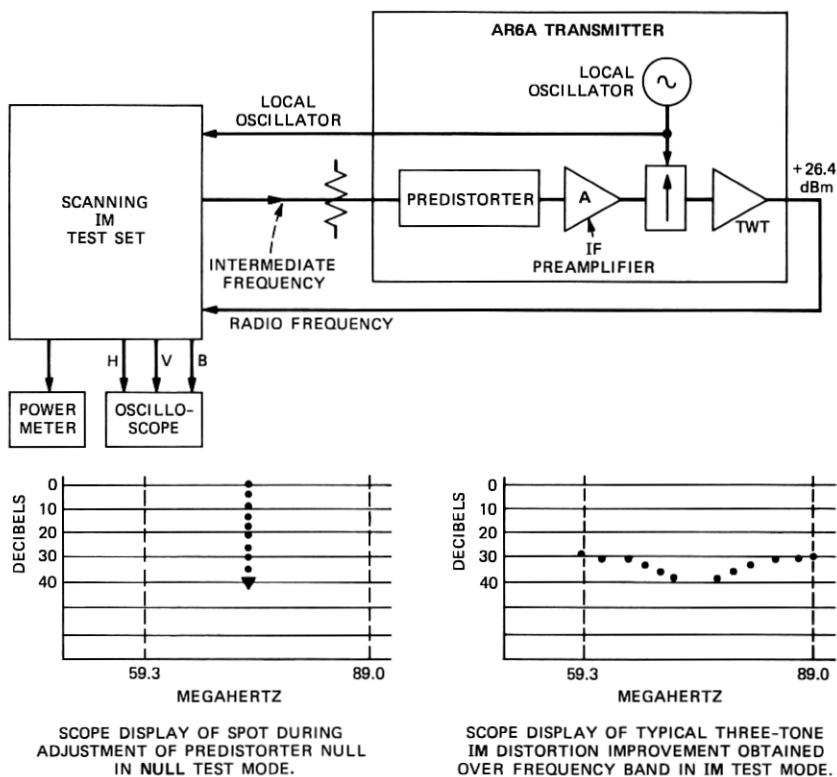 AR6A TRANSMITTER
LOCAL
OSCILLATOR
LOCAL
OSCILLATOR
+26.4
dBm
SCANNING
IM
TEST SET
PREDISTORTER
A
TWT
INTERMEDIATE
FREQUENCY
IF
PREAMPLIFIER
RADIO FREQUENCY
H
V
B
POWER
METER
OSCILLO-
SCOPE
DECIBELS
0
10
20
30
40
59.3
89.0
MEGAHERTZ
SCOPE DISPLAY OF SPOT DURING
ADJUSTMENT OF PREDISTORTER NULL
IN NULL TEST MODE.
DECIBELS
0
10
20
30
40
59.3
89.0
MEGAHERTZ
SCOPE DISPLAY OF TYPICAL THREE-TONE
IM DISTORTION IMPROVEMENT OBTAINED
OVER FREQUENCY BAND IN IM TEST MODE.